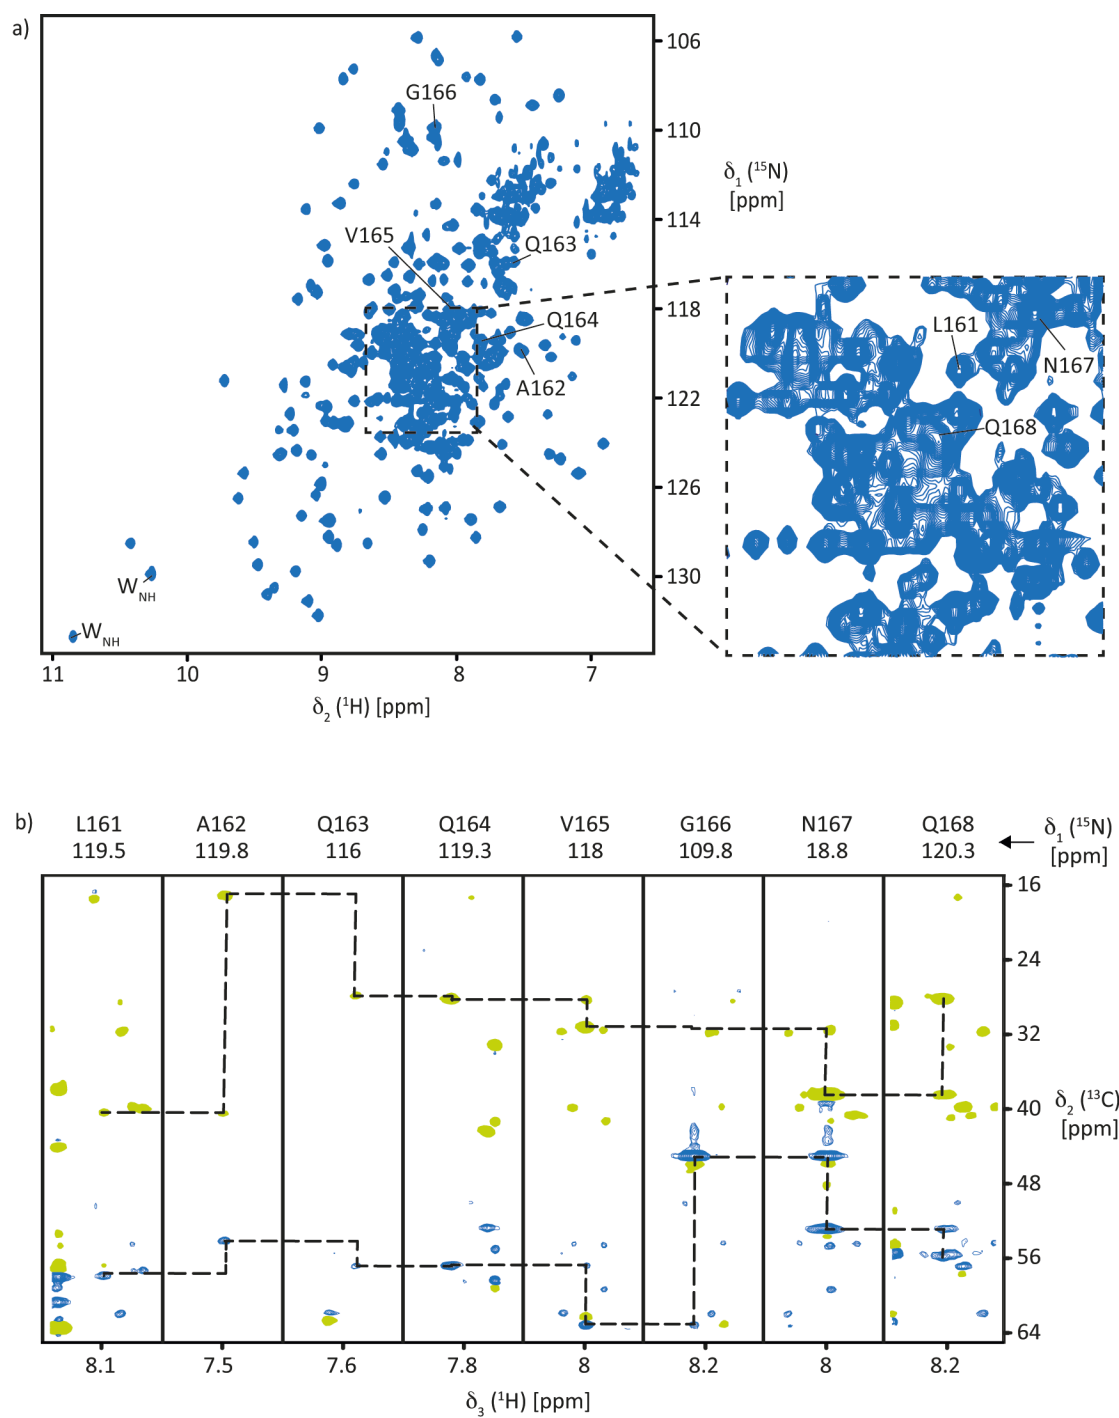 a)
106
G166
110
δ1 (15N)
[ppm]
114
V165
Q163
118
Q164
L161
N167
A162
122
Q168
126
130
WNH
WNH
11 10 9 8 7
δ2 (1H) [ppm]
b)
L161 A162 Q163 Q164 V165 G166 N167 Q168
δ1 (15N)
119.5 119.8 116 119.3 118 109.8 18.8 120.3
[ppm]
16
24
32
40
δ2 (13C)
[ppm]
48
56
64
8.1 7.5 7.6 7.8 8 8.2 8 8.2
δ3 (1H) [ppm]